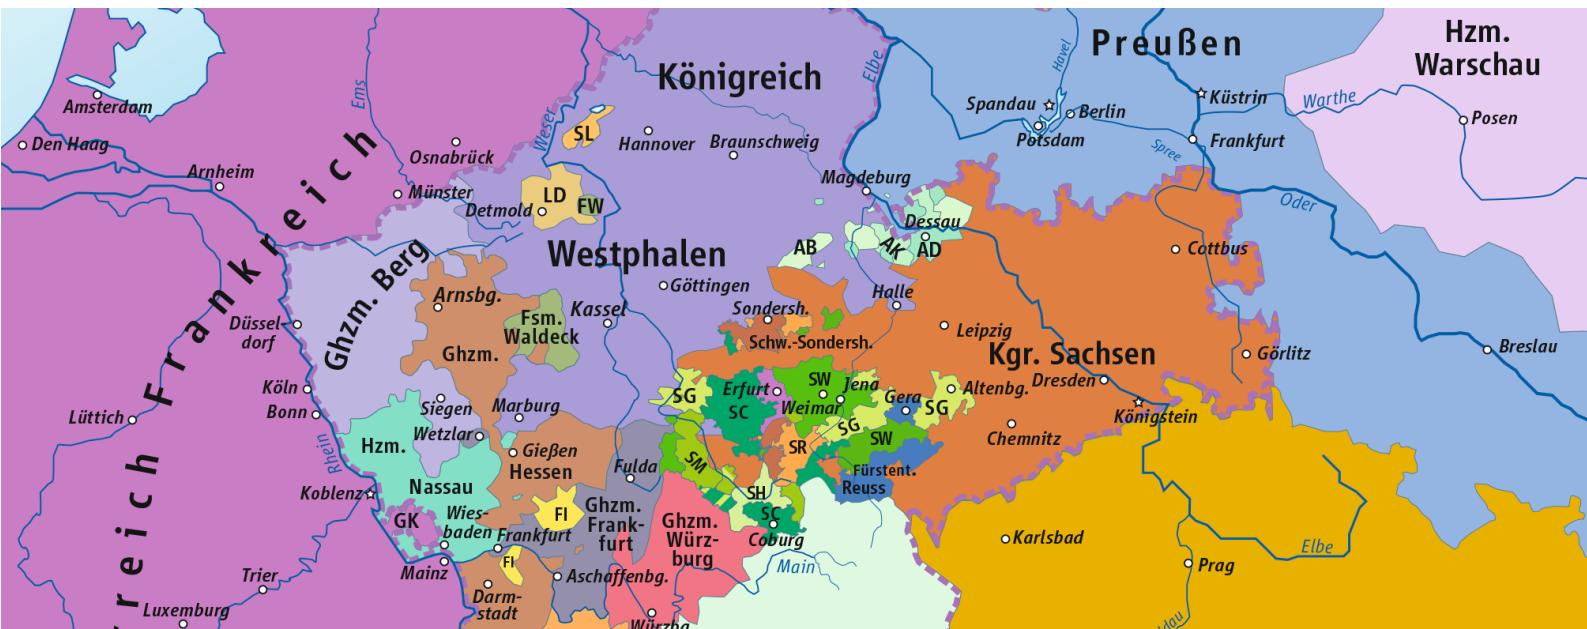 Hzm.
Warschau
Preußen
Königreich
Elbe
Havel
Ems
Weser
Amsterdam
Spandau
Berlin
Küstrin
Warthe
Posen
Potsdam
Frankfurt
Spree
Den Haag
SL
Hannover
Braunschweig
Osnabrück
Arnheim
Münster
Magdeburg
LD
FW
Detmold
Oder
Dessau
AD
AK
AB
Cottbus
Frankreich
Westphalen
Ghzm. Berg
Göttingen
Halle
Arnsbg.
Kassel
Sondersh.
Fsm.
Waldeck
Düssel-
dorf
Schw.-Sondersh.
Leipzig
Kgr. Sachsen
Görlitz
Breslau
Ghzm.
Köln
Bonn
Siegen
Marburg
SG
Erfurt
SC
SW
Weimar
Jena
Gera
SG
Altenbg.
Dresden
Königstein
Lüttich
Wetzlar
SG
SW
Chemnitz
Rhein
Hzm.
Nassau
Gießen
Hessen
Fulda
SM
SR
Fürstent.
Reuss
Koblenz
GK
Wies-
baden
Frankfurt
FI
Ghzm.
Frank-
furt
Ghzm.
Würz-
burg
SH
SC
Coburg
Main
Karlsbad
Elbe
Prag
Mainz
FI
Aschaffenbg.
Trier
Darm-
stadt
Luxemburg
reich